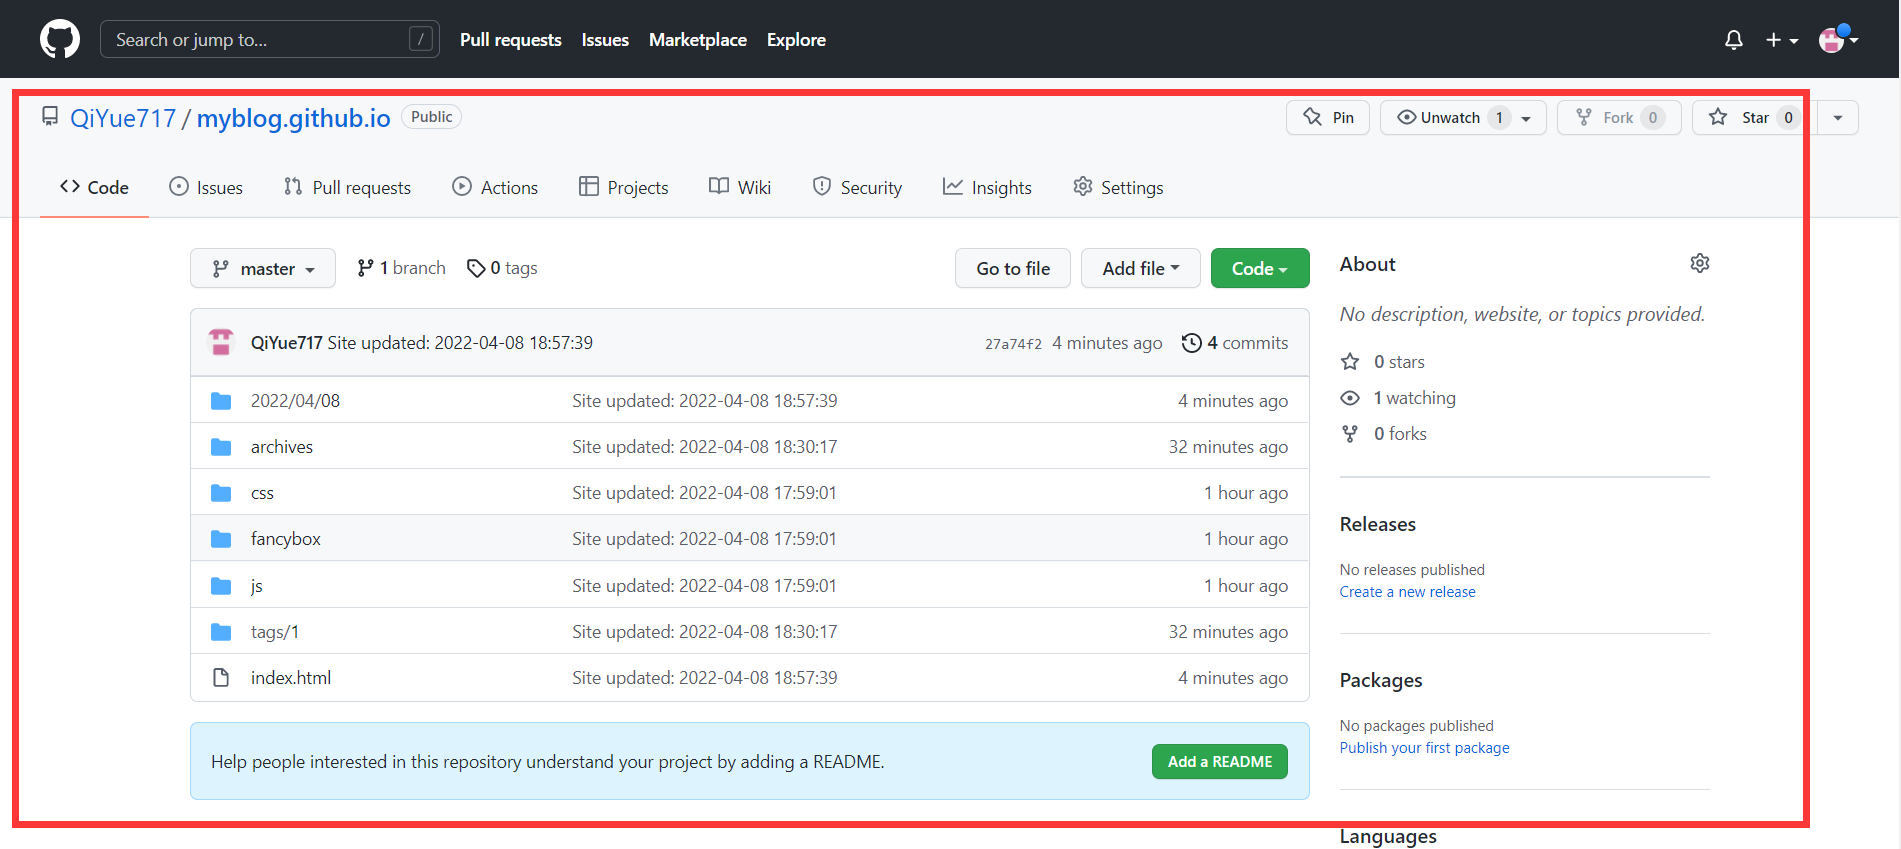 Search or jump to... / Pull requests Issues Marketplace Explore
QiYue717 / myblog.github.io Public Pin Unwatch 1 Fork 0 Star 0
Code Issues Pull requests Actions Projects Wiki Security Insights Settings
master 1 branch 0 tags Go to file Add file Code
QiYue717 Site updated: 2022-04-08 18:57:39 27a74f2 4 minutes ago 4 commits
2022/04/08 Site updated: 2022-04-08 18:57:39 4 minutes ago
archives Site updated: 2022-04-08 18:30:17 32 minutes ago
css Site updated: 2022-04-08 17:59:01 1 hour ago
fancybox Site updated: 2022-04-08 17:59:01 1 hour ago
js Site updated: 2022-04-08 17:59:01 1 hour ago
tags/1 Site updated: 2022-04-08 18:30:17 32 minutes ago
index.html Site updated: 2022-04-08 18:57:39 4 minutes ago
Help people interested in this repository understand your project by adding a README. Add a README
About
No description, website, or topics provided.
0 stars
1 watching
0 forks
Releases
No releases published
Create a new release
Packages
No packages published
Publish your first package
Languages